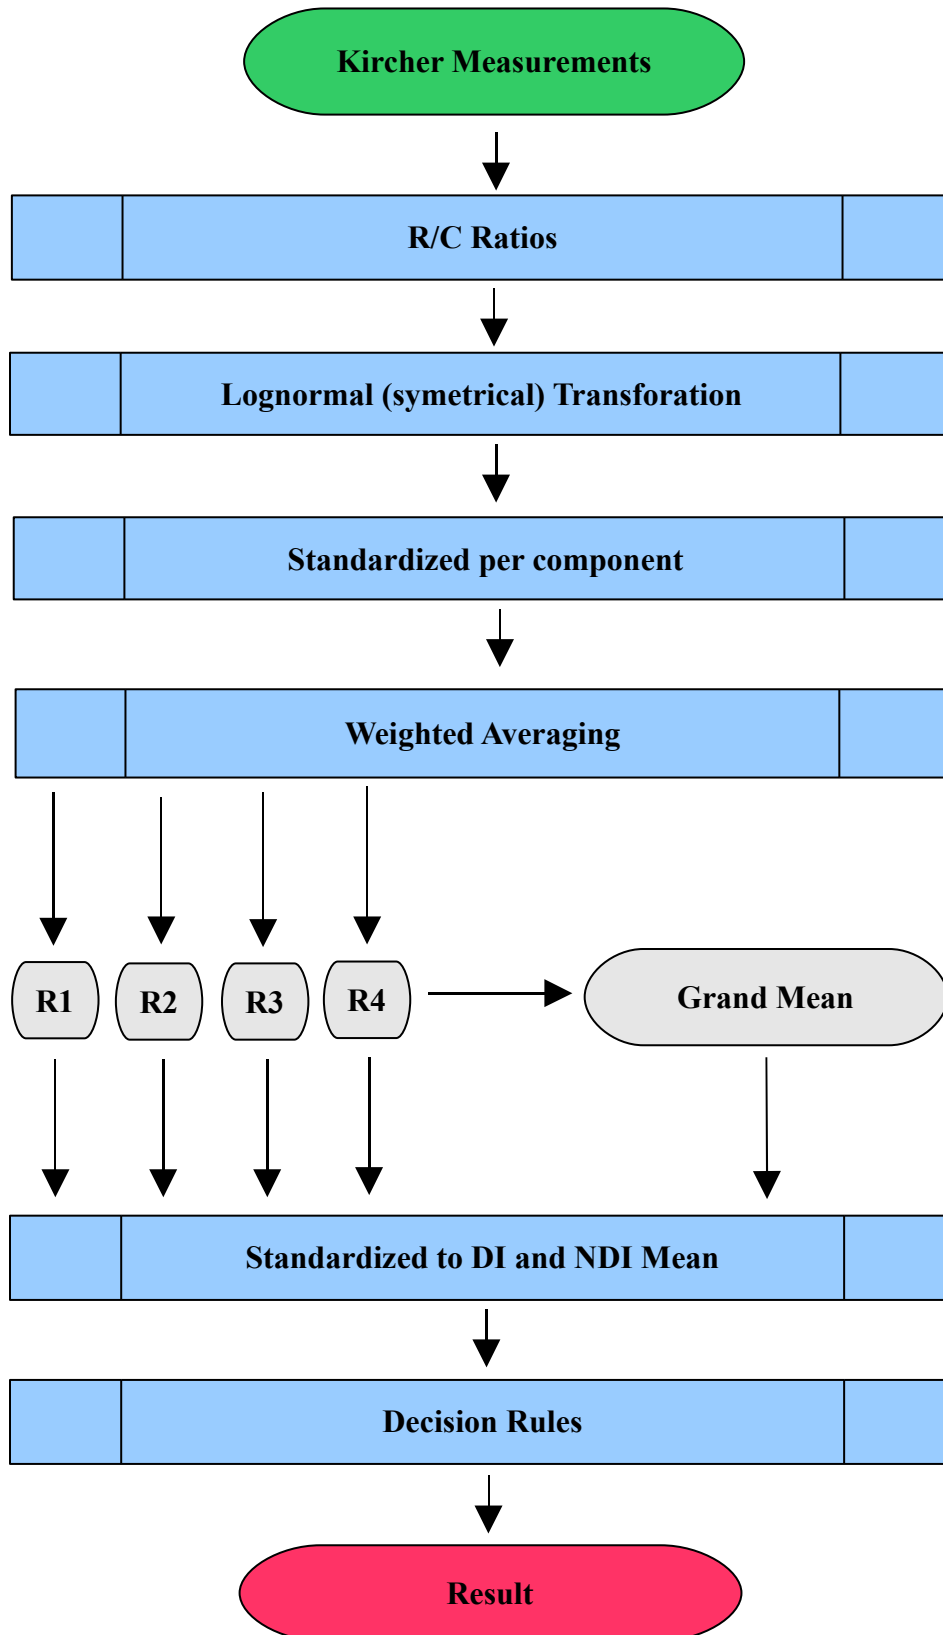 Kircher Measurements
R/C Ratios
Lognormal (symetrical) Transforation
Standardized per component
Weighted Averaging
R1 R2 R3 R4 Grand Mean
Standardized to DI and NDI Mean
Decision Rules
Result